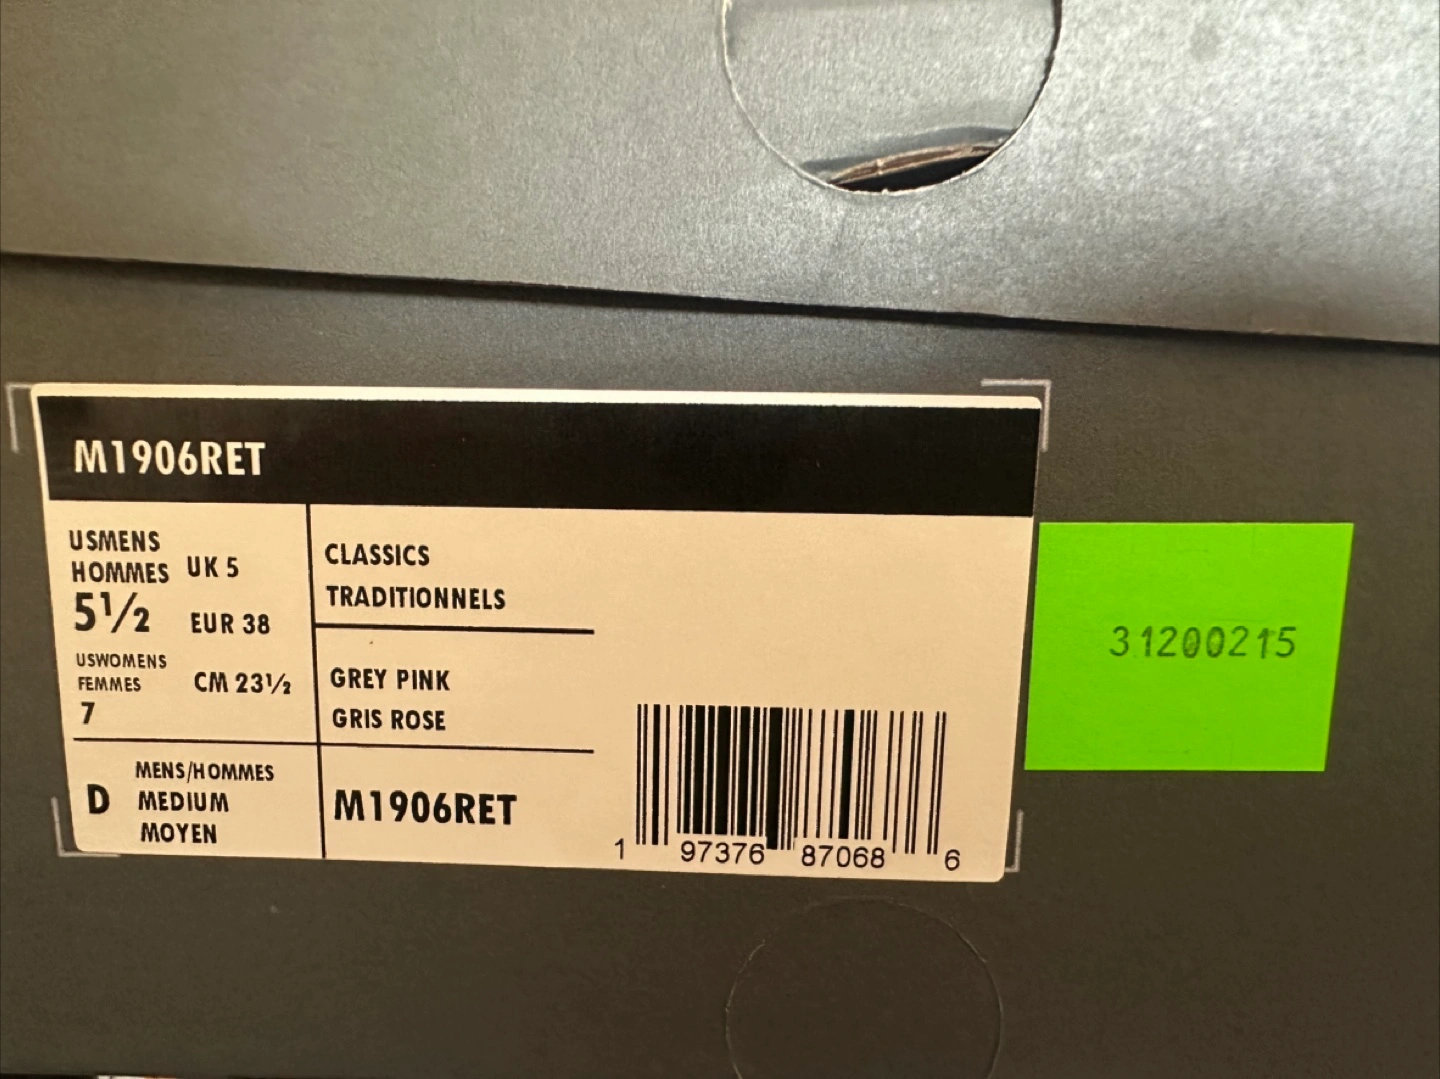 M1906RET
USMENS
HOMMES
5½
UK 5
EUR 38
USWOMENS
FEMMES
7
CM 23½
CLASSICS
TRADITIONNELS
GREY PINK
GRIS ROSE
D
MENS/HOMMES
MEDIUM
MOYEN
M1906RET
1 97376 87068 6
31200215